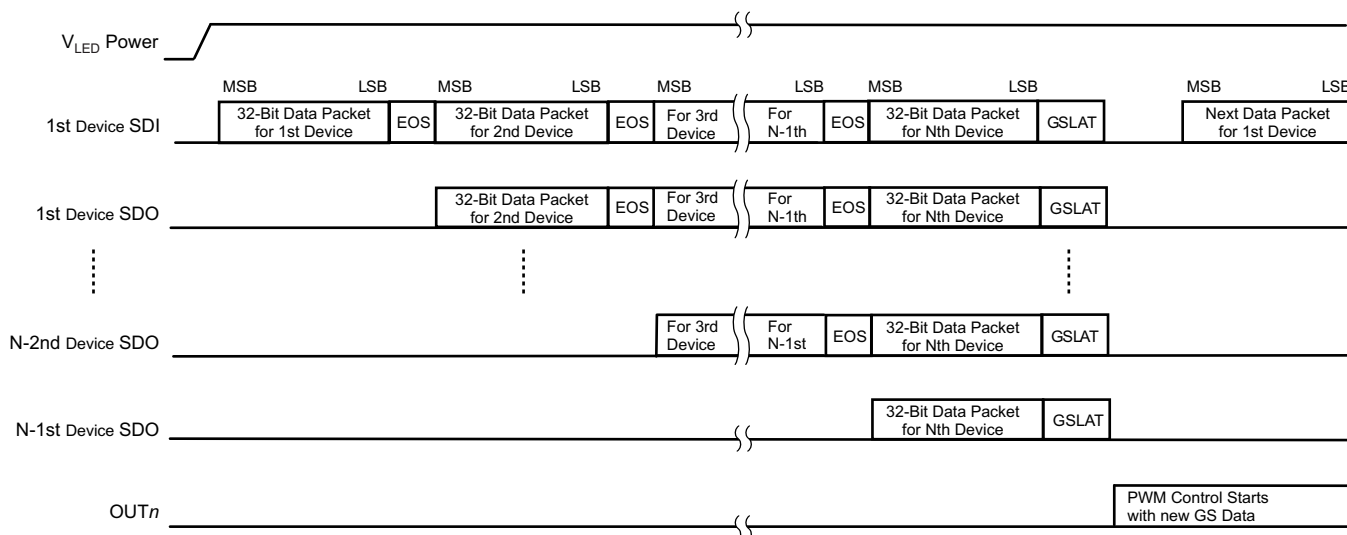 VLED Power
MSB LSB MSB LSB MSB LSB MSB LSB MSB LSB
1st Device SDI
32-Bit Data Packet
for 1st Device
EOS
32-Bit Data Packet
for 2nd Device
EOS
For 3rd
Device
For
N-1th
EOS
32-Bit Data Packet
for Nth Device
GSLAT
Next Data Packet
for 1st Device
1st Device SDO
32-Bit Data Packet
for 2nd Device
EOS
For 3rd
Device
For
N-1th
EOS
32-Bit Data Packet
for Nth Device
GSLAT
N-2nd Device SDO
For 3rd
Device
For
N-1st
EOS
32-Bit Data Packet
for Nth Device
GSLAT
N-1st Device SDO
32-Bit Data Packet
for Nth Device
GSLAT
OUTn
PWM Control Starts
with new GS Data